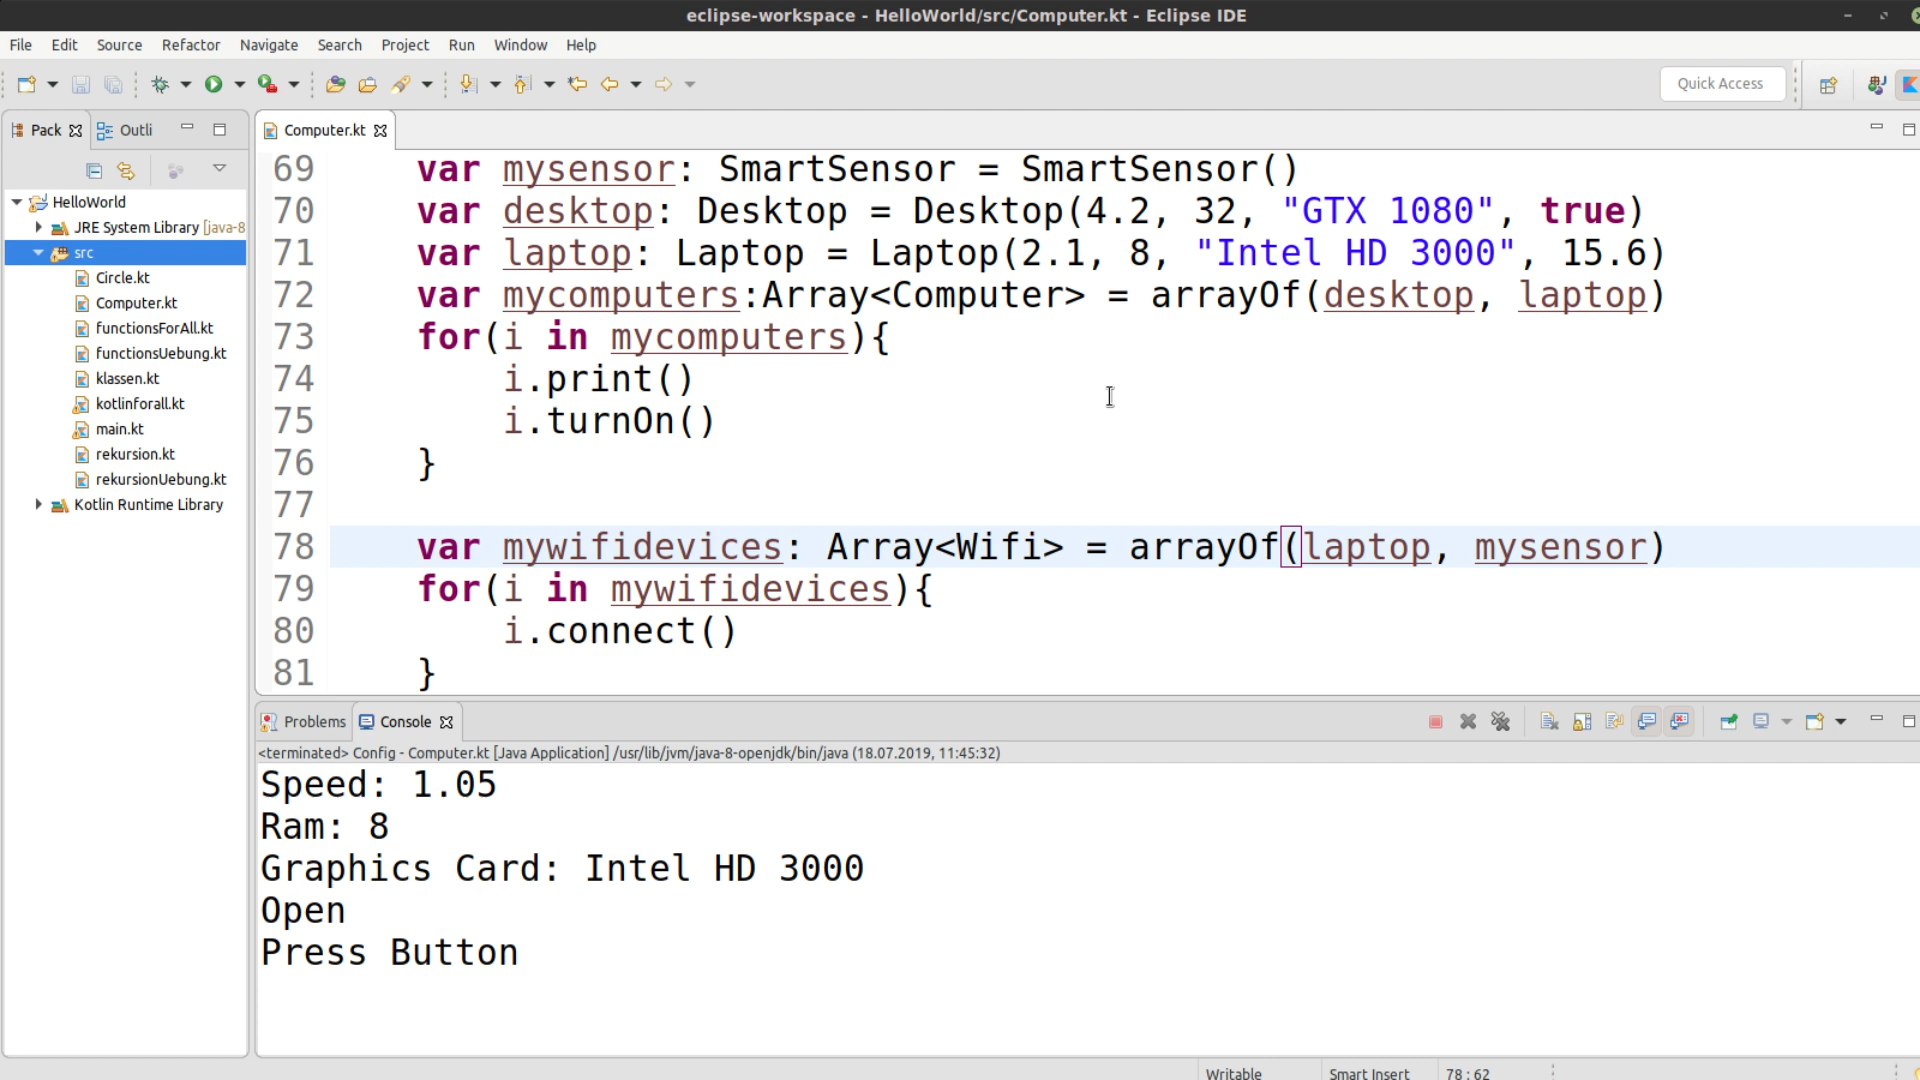 eclipse-workspace - HelloWorld/src/Computer.kt - Eclipse IDE
File Edit Source Refactor Navigate Search Project Run Window Help
Quick Access
Pack Outli
Computer.kt
HelloWorld
JRE System Library [java-8
src
Circle.kt
Computer.kt
functionsForAll.kt
functionsUebung.kt
klassen.kt
kotlinforall.kt
main.kt
rekursion.kt
rekursionUebung.kt
Kotlin Runtime Library
69 var mysensor: SmartSensor = SmartSensor()
70 var desktop: Desktop = Desktop(4.2, 32, "GTX 1080", true)
71 var laptop: Laptop = Laptop(2.1, 8, "Intel HD 3000", 15.6)
72 var mycomputers:Array<Computer> = arrayOf(desktop, laptop)
73 for(i in mycomputers){
74 i.print()
75 i.turnOn()
76 }
77
78 var mywifidevices: Array<Wifi> = arrayOf(laptop, mysensor)
79 for(i in mywifidevices){
80 i.connect()
81 }
Problems Console
<terminated> Config - Computer.kt [Java Application] /usr/lib/jvm/java-8-openjdk/bin/java (18.07.2019, 11:45:32)
Speed: 1.05
Ram: 8
Graphics Card: Intel HD 3000
Open
Press Button
Writable Smart Insert 78 : 62